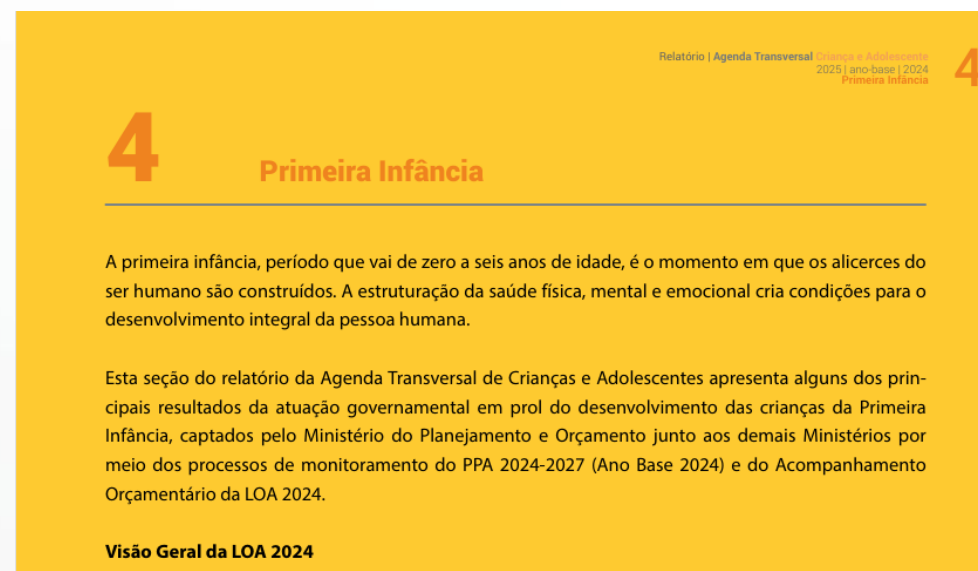 Relatório | Agenda Transversal Criança e Adolescente
2025 | ano-base | 2024
Primeira Infância
4
4
Primeira Infância
A primeira infância, período que vai de zero a seis anos de idade, é o momento em que os alicerces do
ser humano são construídos. A estruturação da saúde física, mental e emocional cria condições para o
desenvolvimento integral da pessoa humana.
Esta seção do relatório da Agenda Transversal de Crianças e Adolescentes apresenta alguns dos prin-
cipais resultados da atuação governamental em prol do desenvolvimento das crianças da Primeira
Infância, captados pelo Ministério do Planejamento e Orçamento junto aos demais Ministérios por
meio dos processos de monitoramento do PPA 2024-2027 (Ano Base 2024) e do Acompanhamento
Orçamentário da LOA 2024.
Visão Geral da LOA 2024